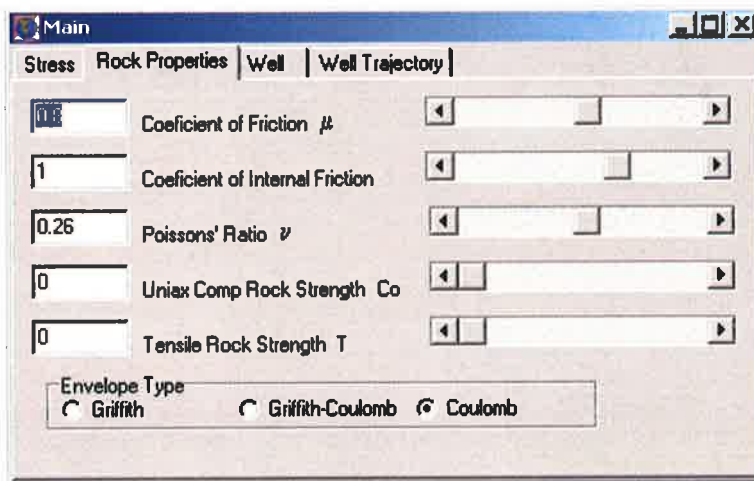 Main
Stress Rock Properties Well Well Trajectory
Coeficient of Friction μ
1 Coeficient of Internal Friction
0.26 Poissons' Ratio ν
0 Uniax Comp Rock Strength Co
0 Tensile Rock Strength T
Envelope Type
Griffith Griffith-Coulomb Coulomb